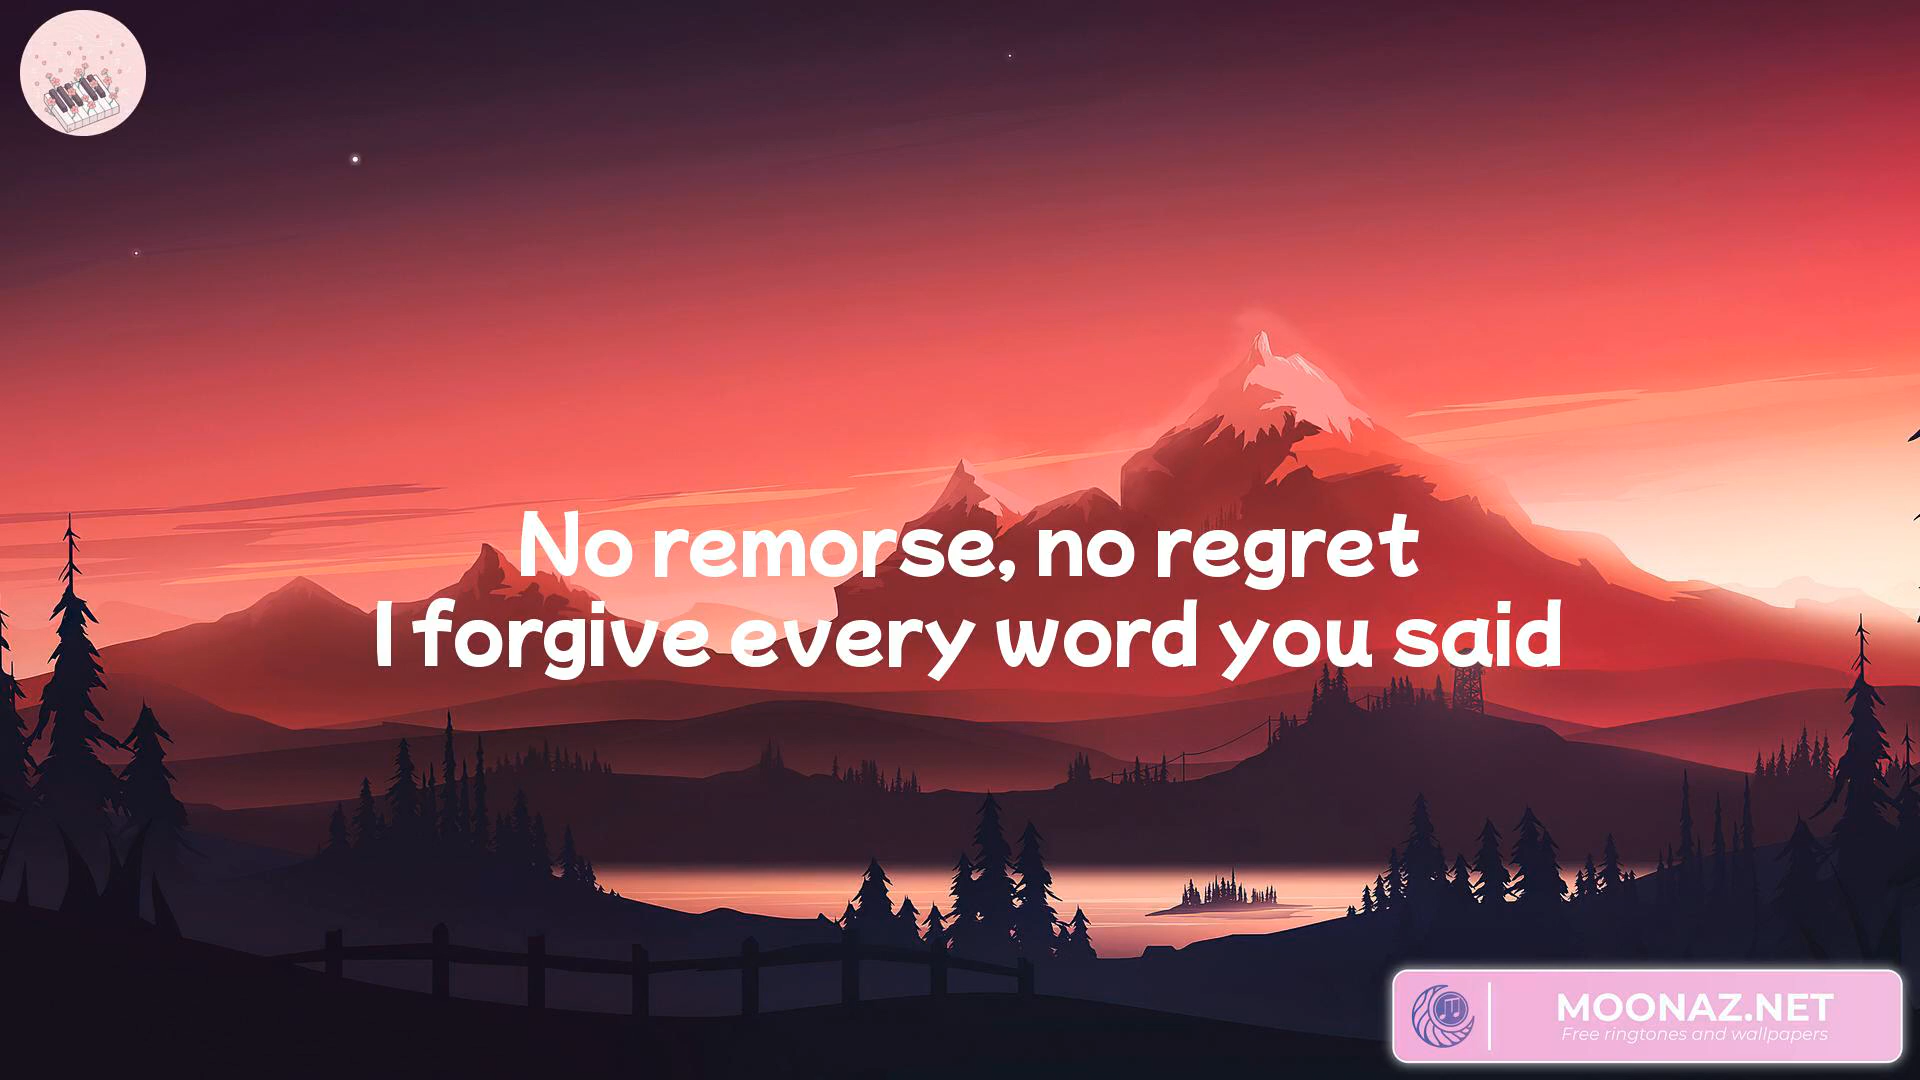 No remorse, no regret
I forgive every word you said
MOONAZ.NET
Free ringtones and wallpapers